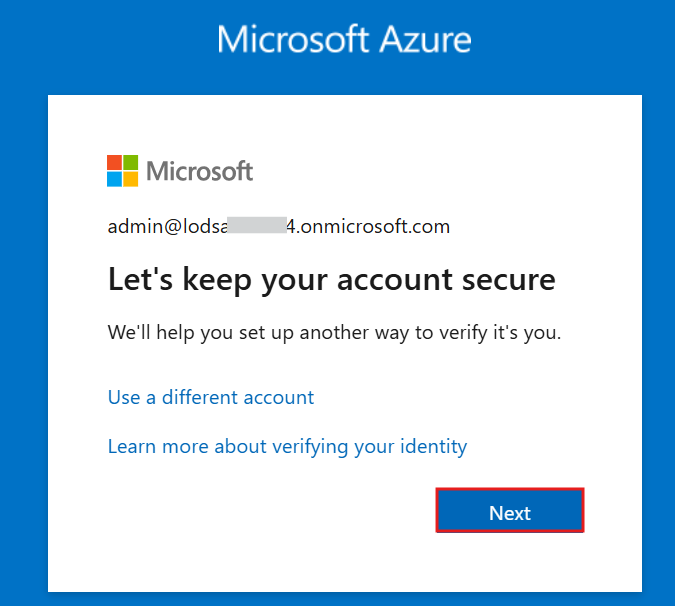 Microsoft Azure
Microsoft
admin@lodsa 4.onmicrosoft.com
Let's keep your account secure
We'll help you set up another way to verify it's you.
Use a different account
Learn more about verifying your identity
Next